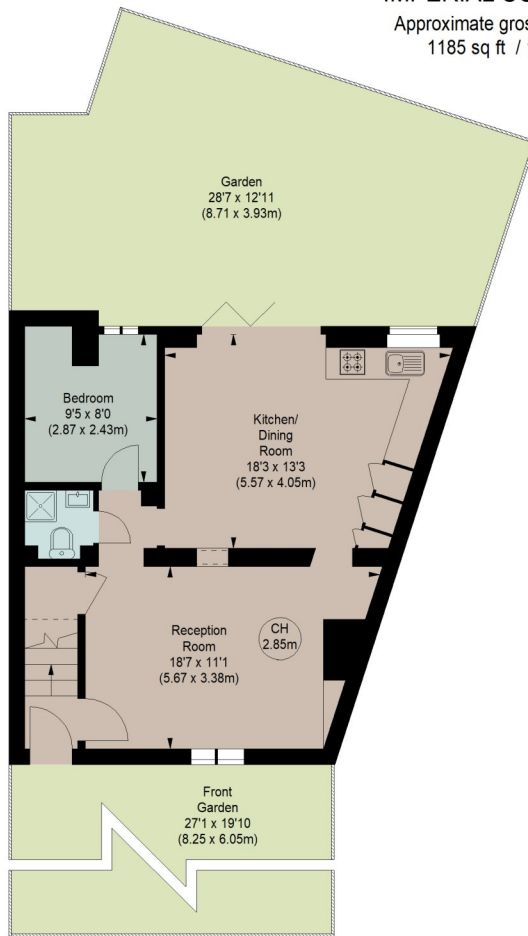 Approximate gros
1185 sq ft /
Garden
28'7 x 12'11
(8.71 x 3.93m)
Bedroom
9'5 x 8'0
(2.87 x 2.43m)
Kitchen/
Dining
Room
18'3 x 13'3
(5.57 x 4.05m)
Reception
Room
18'7 x 11'1
(5.67 x 3.38m)
CH
2.85m
Front
Garden
27'1 x 19'10
(8.25 x 6.05m)